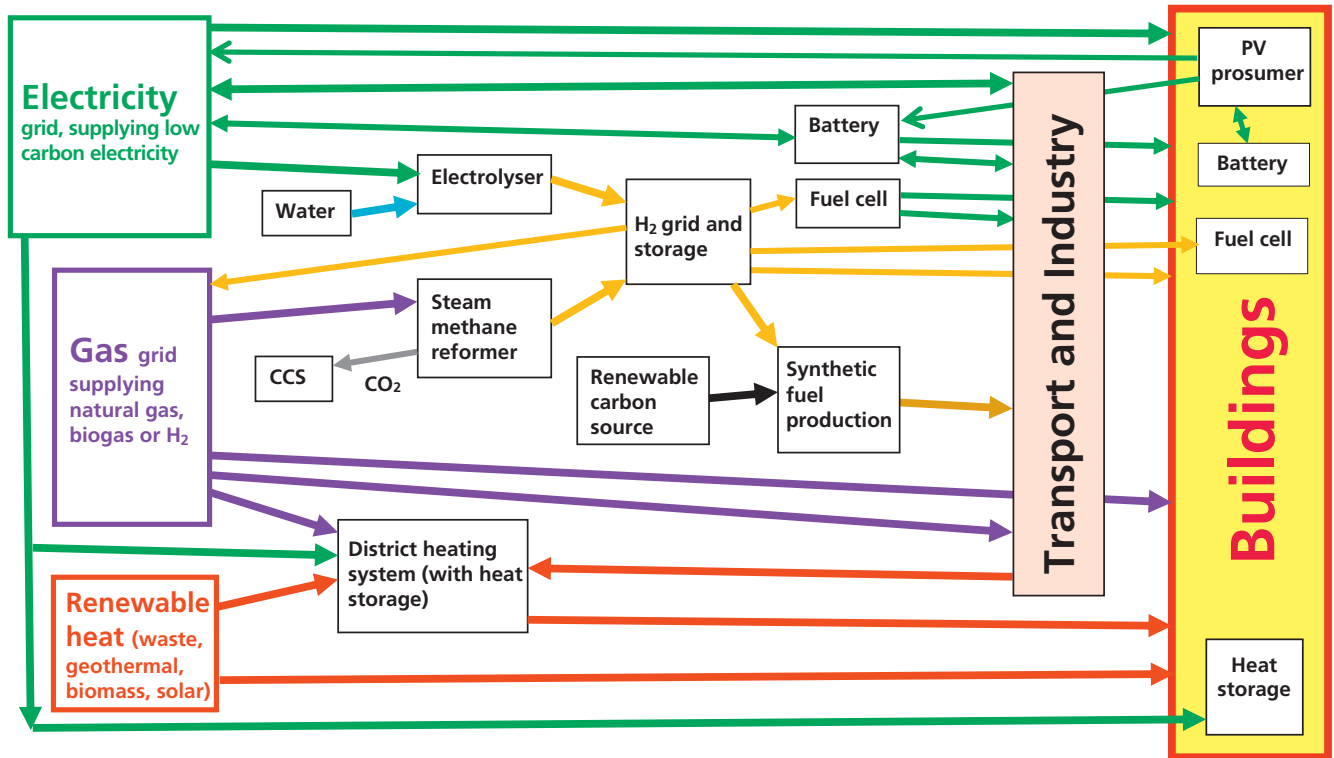 Electricity
grid, supplying low
carbon electricity
Water
Electrolyser
H₂ grid and
storage
Battery
Fuel cell
Gas grid
supplying
natural gas,
biogas or H₂
Steam
methane
reformer
CCS
CO₂
Renewable
carbon
source
Synthetic
fuel
production
District heating
system (with heat
storage)
Renewable
heat (waste,
geothermal,
biomass, solar)
Transport and Industry
PV
prosumer
Battery
Fuel cell
Buildings
Heat
storage